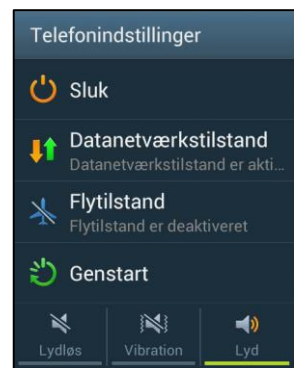 Telefonindstillinger
Sluk
Datanetværkstilstand
Datanetværkstilstand er akti...
Flytilstand
Flytilstand er deaktiveret
Genstart
Lydløs Vibration Lyd